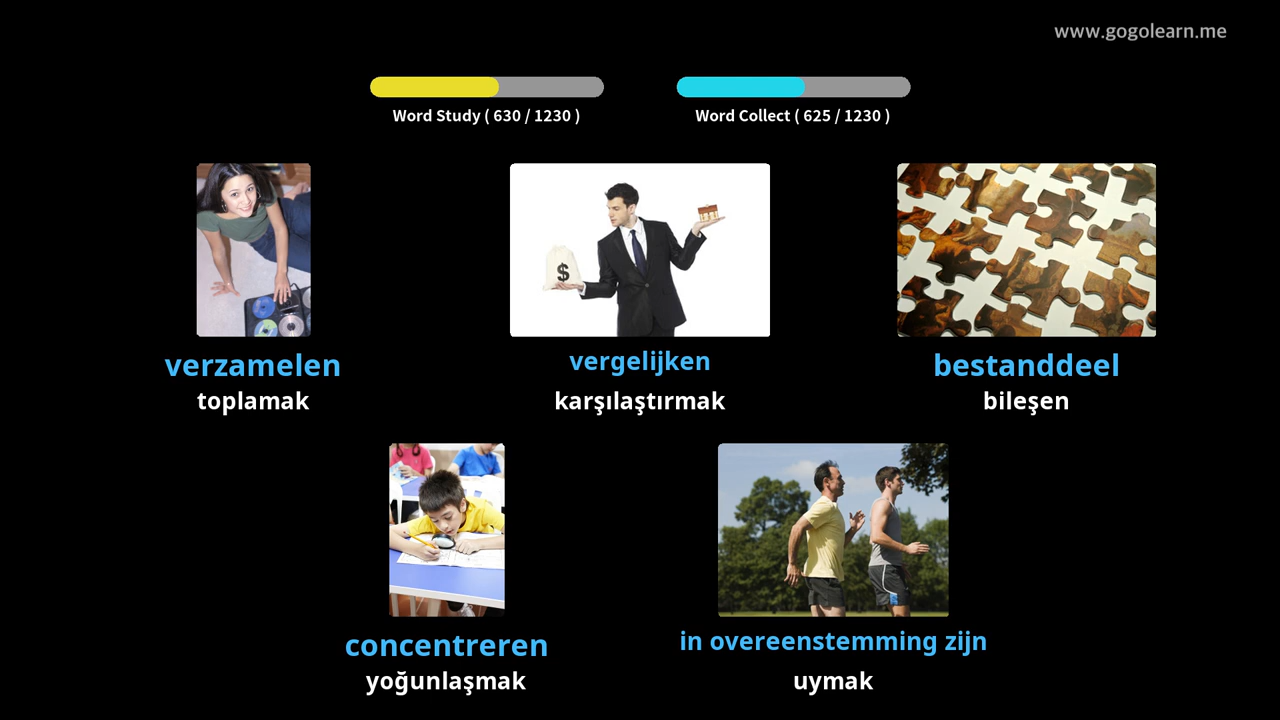 www.gogolearn.me
Word Study ( 630 / 1230 )
Word Collect ( 625 / 1230 )
$
verzamelen
toplamak
vergelijken
karşılaştırmak
bestanddeel
bileşen
concentreren
yoğunlaşmak
in overeenstemming zijn
uymak